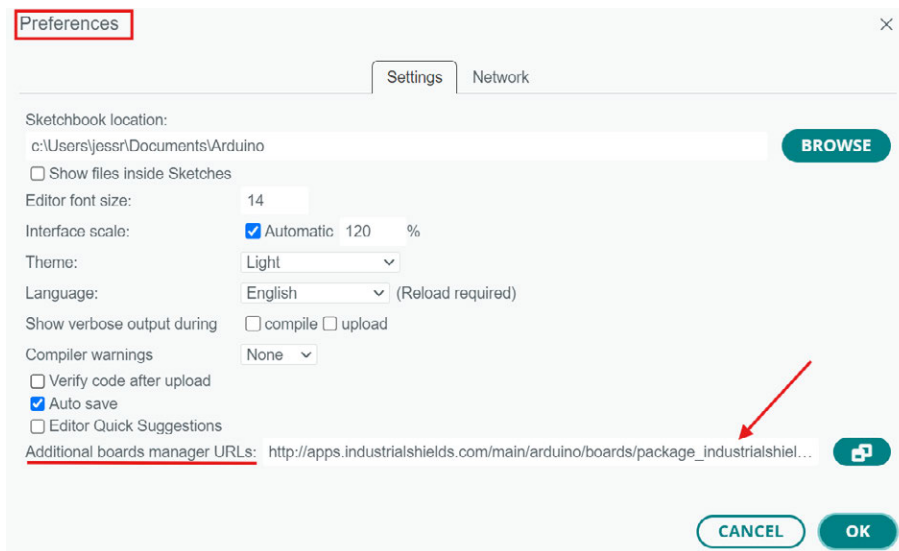 Preferences
Settings Network
Sketchbook location:
c:\Users\jessr\Documents\Arduino BROWSE
Show files inside Sketches
Editor font size: 14
Interface scale: Automatic 120 %
Theme: Light
Language: English (Reload required)
Show verbose output during compile upload
Compiler warnings None
Verify code after upload
Auto save
Editor Quick Suggestions
Additional boards manager URLs: http://apps.industrialshields.com/main/arduino/boards/package_industrialshiel...
CANCEL OK